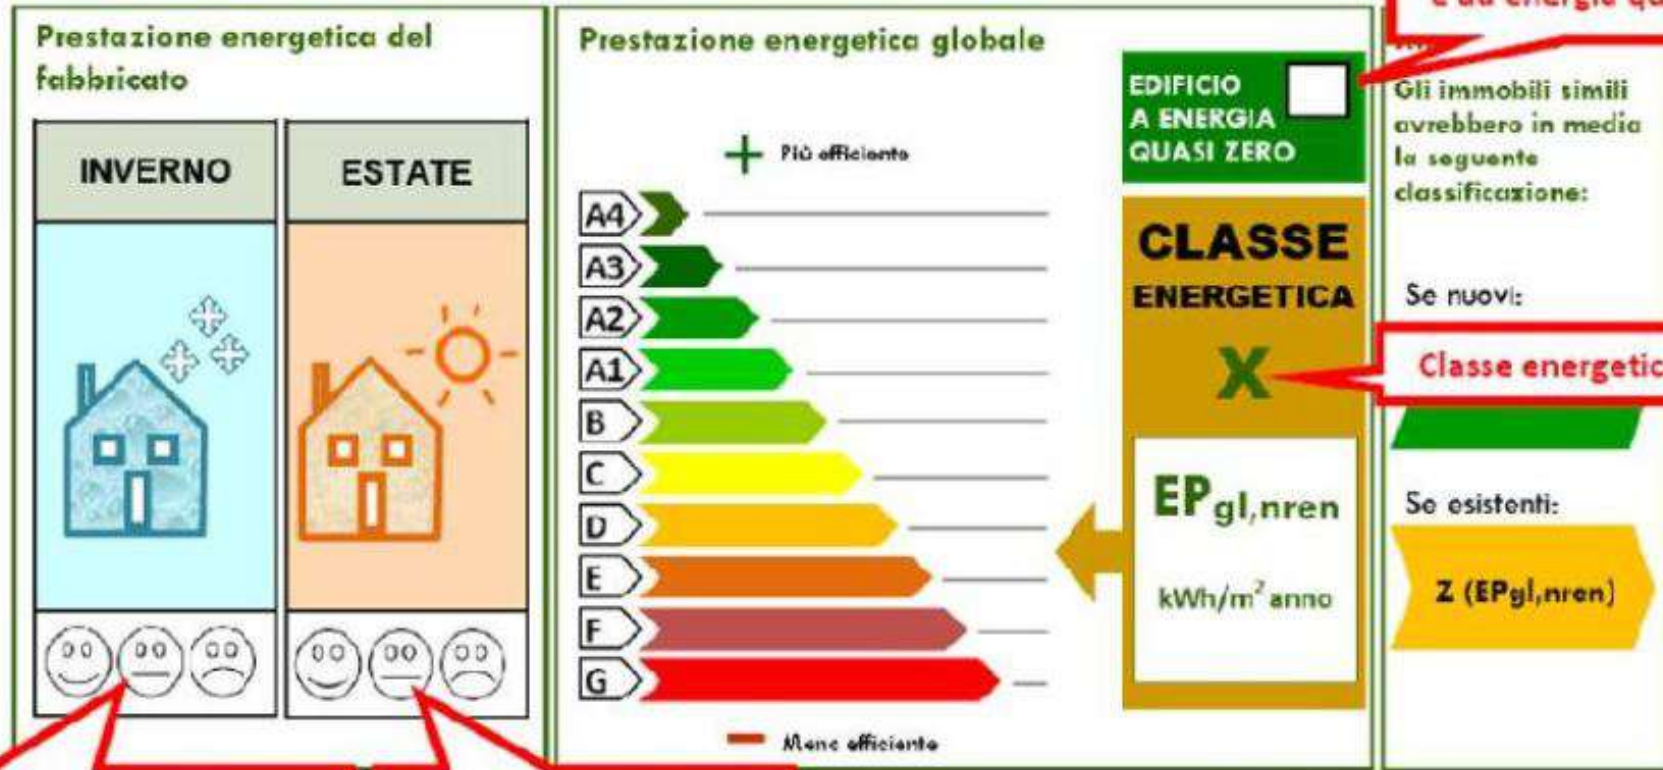 Prestazione energetica del
fabbricato
INVERNO
ESTATE
Prestazione energetica globale
+ Più efficiente
A4
A3
A2
A1
B
C
D
E
F
G
Meno efficiente
EDIFICIO
A ENERGIA
QUASI ZERO
CLASSE
ENERGETICA
X
EPgl,nren
kWh/m² anno
energia
Gli immobili simili
avrebbero in media
la seguente
classificazione:
Se nuovi:
Classe energetic
Se esistenti:
Z (EPgl,nren)